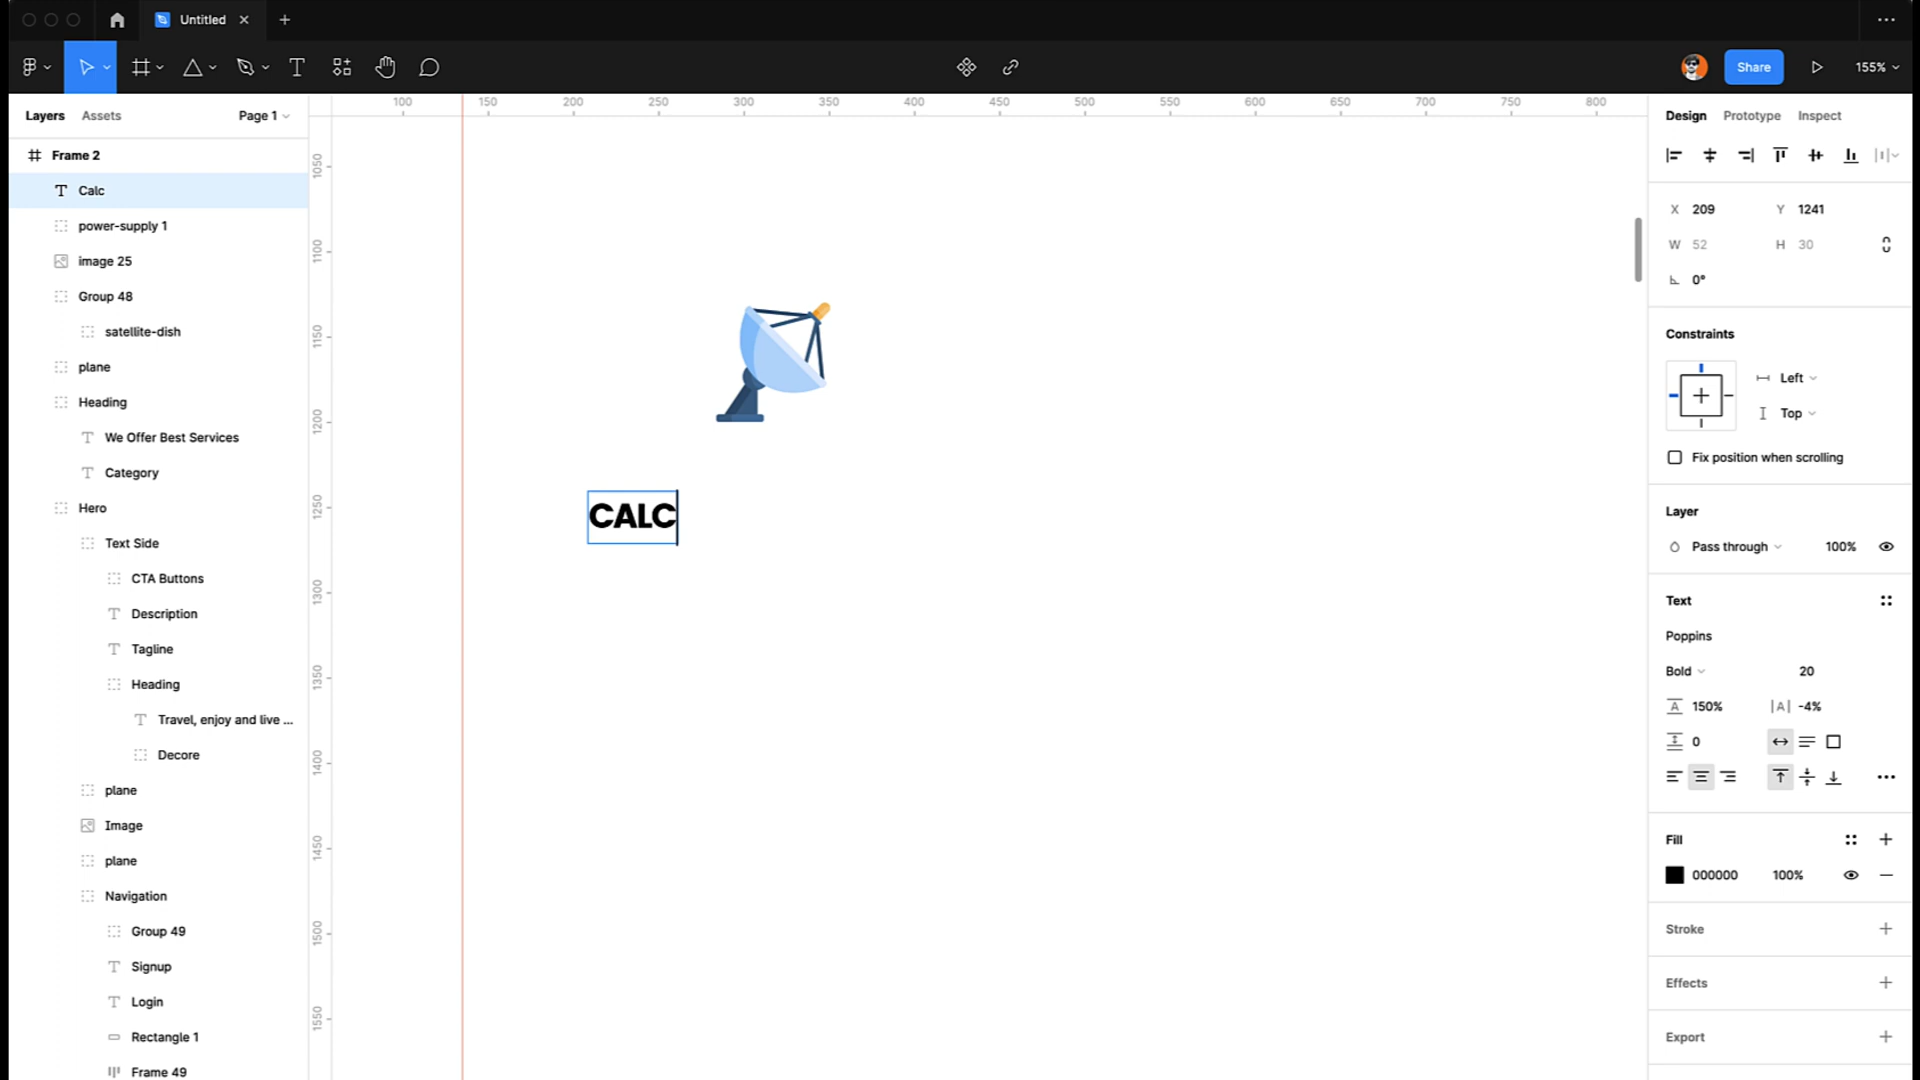 Untitled
Share
155%
Layers
Assets
Page 1
100
150
200
250
300
350
400
450
500
550
600
650
700
750
800
Design
Prototype
Inspect
Frame 2
Calc
power-supply 1
image 25
Group 48
satellite-dish
plane
Heading
We Offer Best Services
Category
Hero
Text Side
CTA Buttons
Description
Tagline
Heading
Travel, enjoy and live ...
Decore
plane
Image
plane
Navigation
Group 49
Signup
Login
Rectangle 1
Frame 49
1050
1100
1150
1200
1250
1300
1350
1400
1450
1500
1550
CALC
X 209 Y 1241
W 52 H 30
0°
Constraints
Left
Top
Fix position when scrolling
Layer
Pass through 100%
Text
Poppins
Bold 20
A 150% |A| -4%
0
Fill
000000 100%
Stroke
Effects
Export